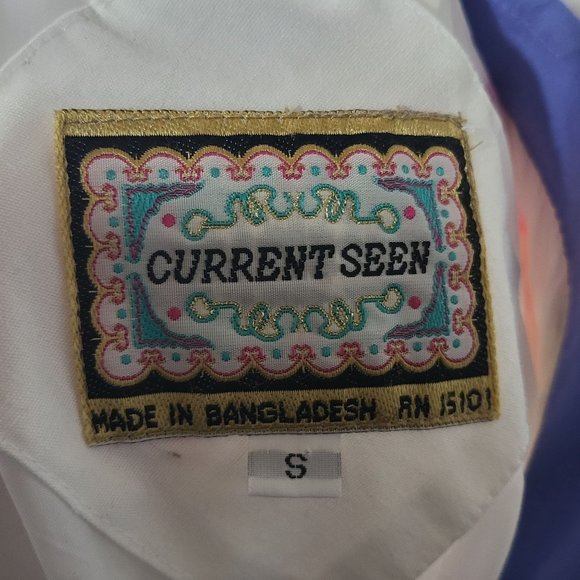 CURRENT SEEN
MADE IN BANGLADESH RN 15101
S